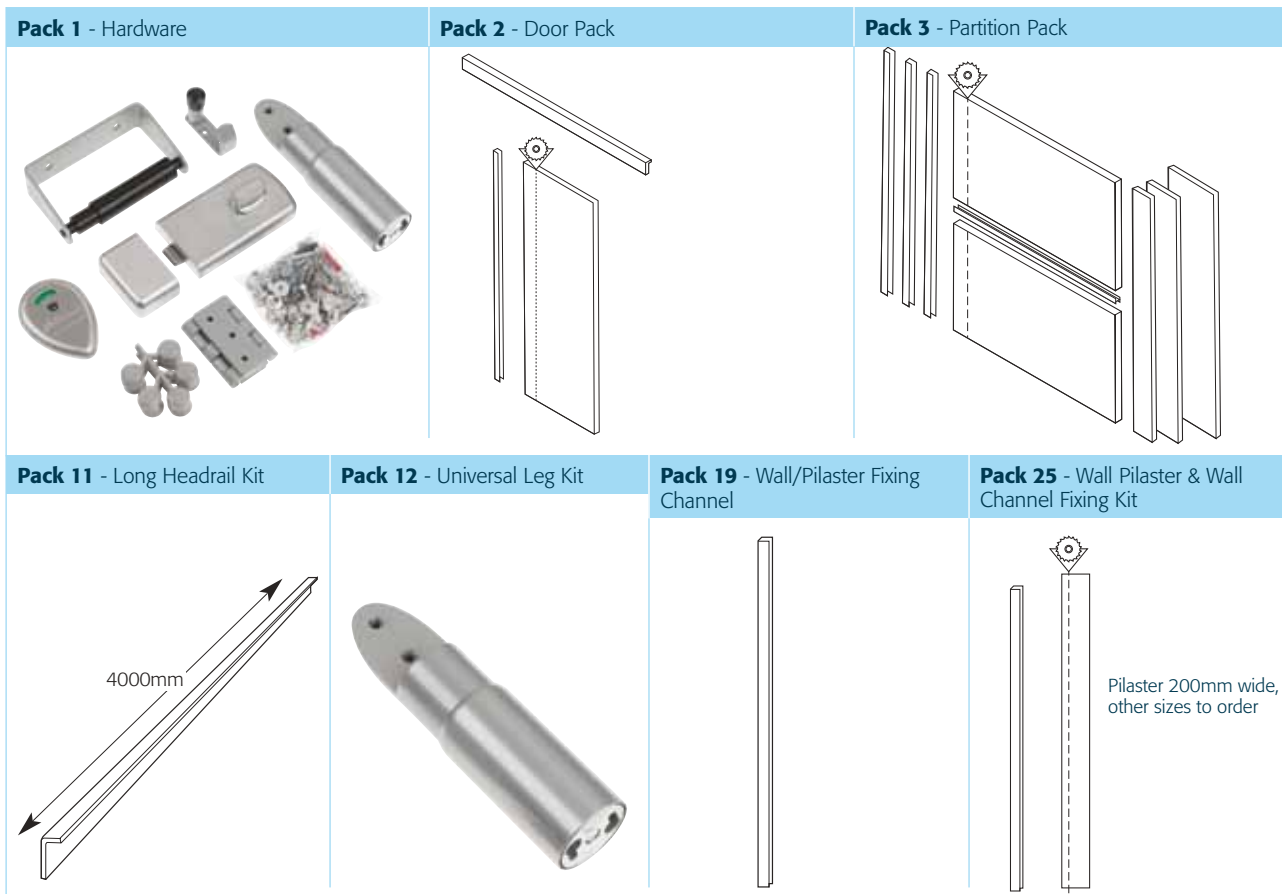 Pack 1 - Hardware
Pack 2 - Door Pack
Pack 3 - Partition Pack
Pack 11 - Long Headrail Kit
Pack 12 - Universal Leg Kit
Pack 19 - Wall/Pilaster Fixing
Channel
Pack 25 - Wall Pilaster & Wall
Channel Fixing Kit
4000mm
Pilaster 200mm wide,
other sizes to order